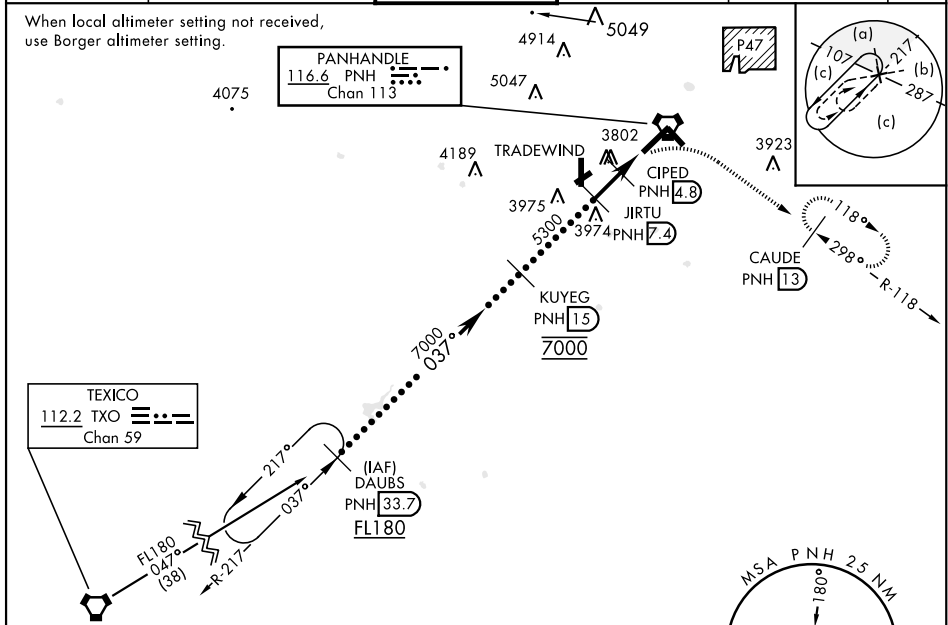 When local altimeter setting not received,
use Borger altimeter setting.
PANHANDLE
116.6 PNH
Chan 113
5049
4914
5047
4075
P47
(a)
107
217
(b)
(c)
287
(c)
4189
TRADEWIND
3802
3923
CIPED
PNH 4.8
3975
3974
JIRTU
PNH 7.4
5300
118°
298°
R-118
CAUDE
PNH 13
KUYEG
PNH 15
7000
7000
037°
TEXICO
112.2 TXO
Chan 59
217°
037°
(IAF)
DAUBS
PNH 33.7
FL180
FL180
047°
(38)
R-217
MSA PNH 25 NM
180°